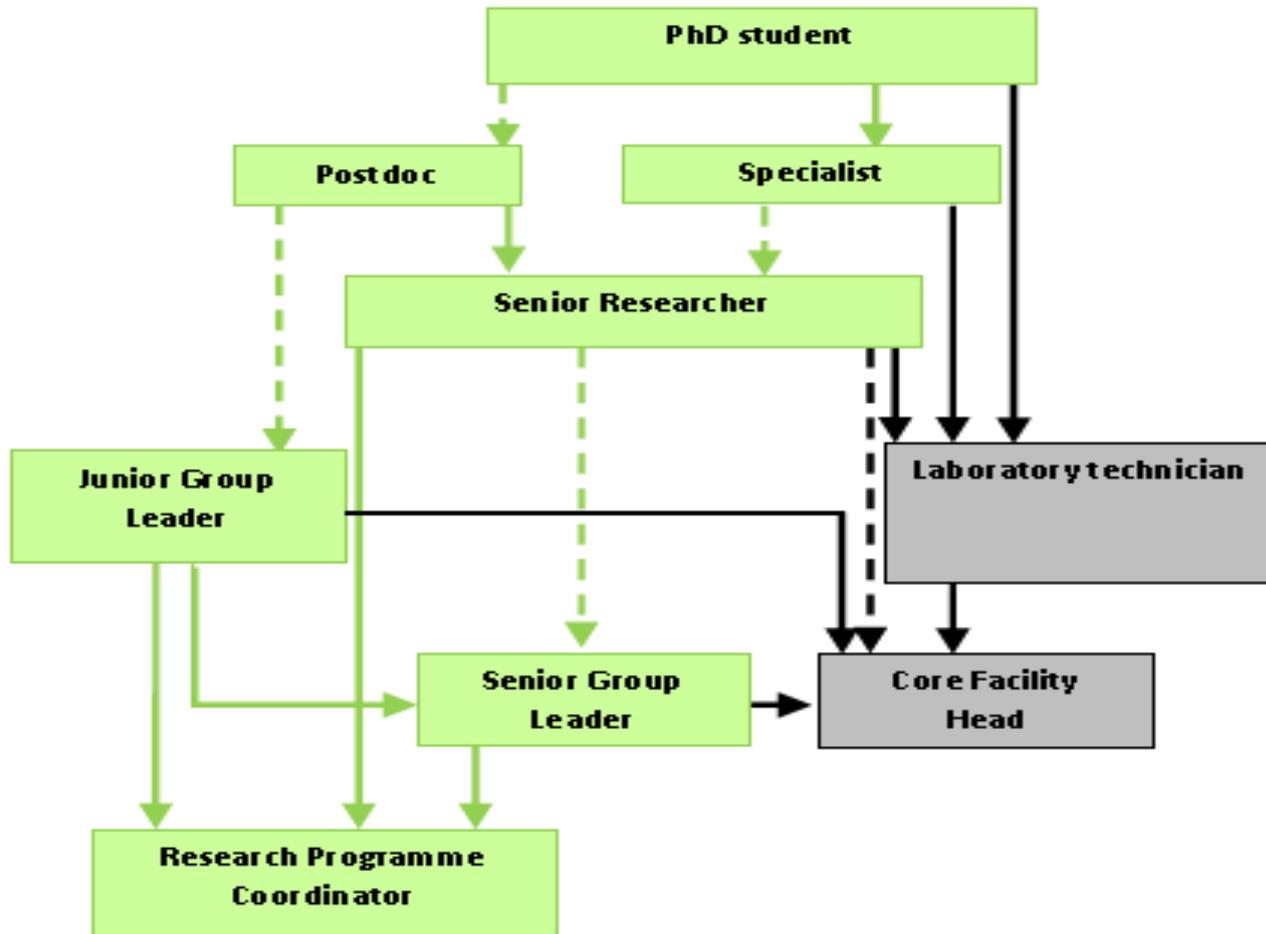 PhD student
Postdoc
Specialist
Senior Researcher
Junior Group
Leader
Laboratory technician
Senior Group
Leader
Core Facility
Head
Research Programme
Coordinator